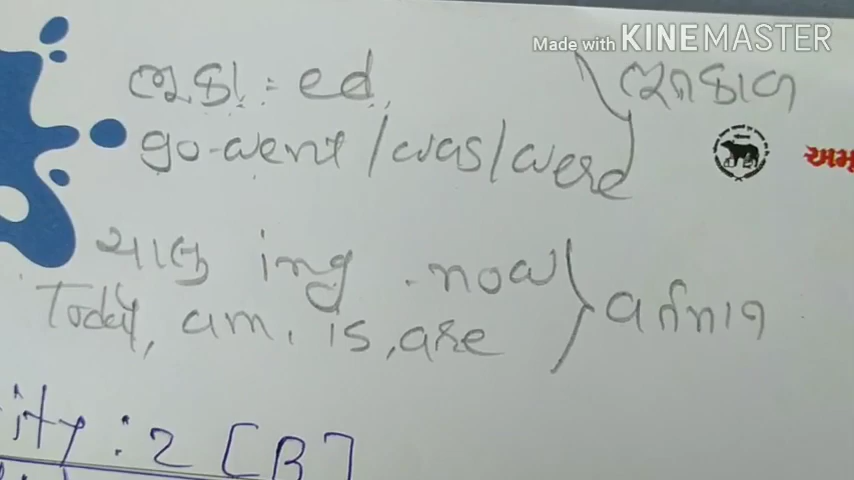 Made with KINEMASTER
ભૂ.કા. = ed. ભૂતકાળ
go-went / was / were
અમૂ
ચાલુ ing . now
Today, am. is, are વર્તમાન
ity : 2 [B]